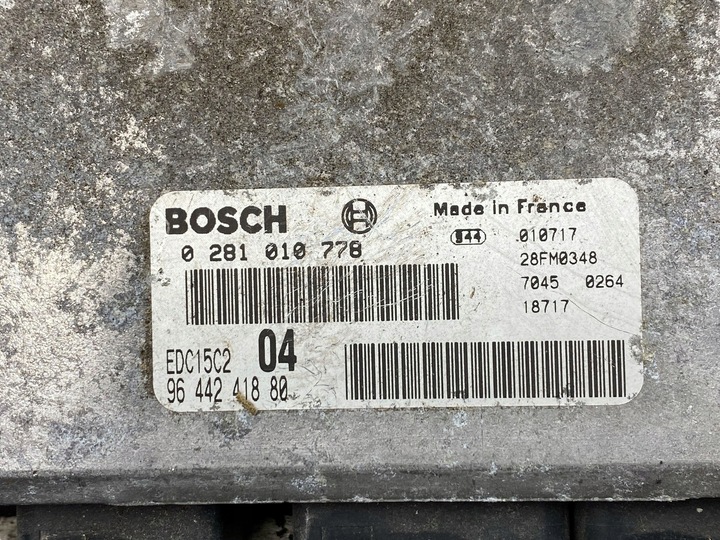 BOSCH
Made in France
0 281 010 778
944 010717
28FM0348
7045 0264
18717
EDC15C2 04
96 442 418 80